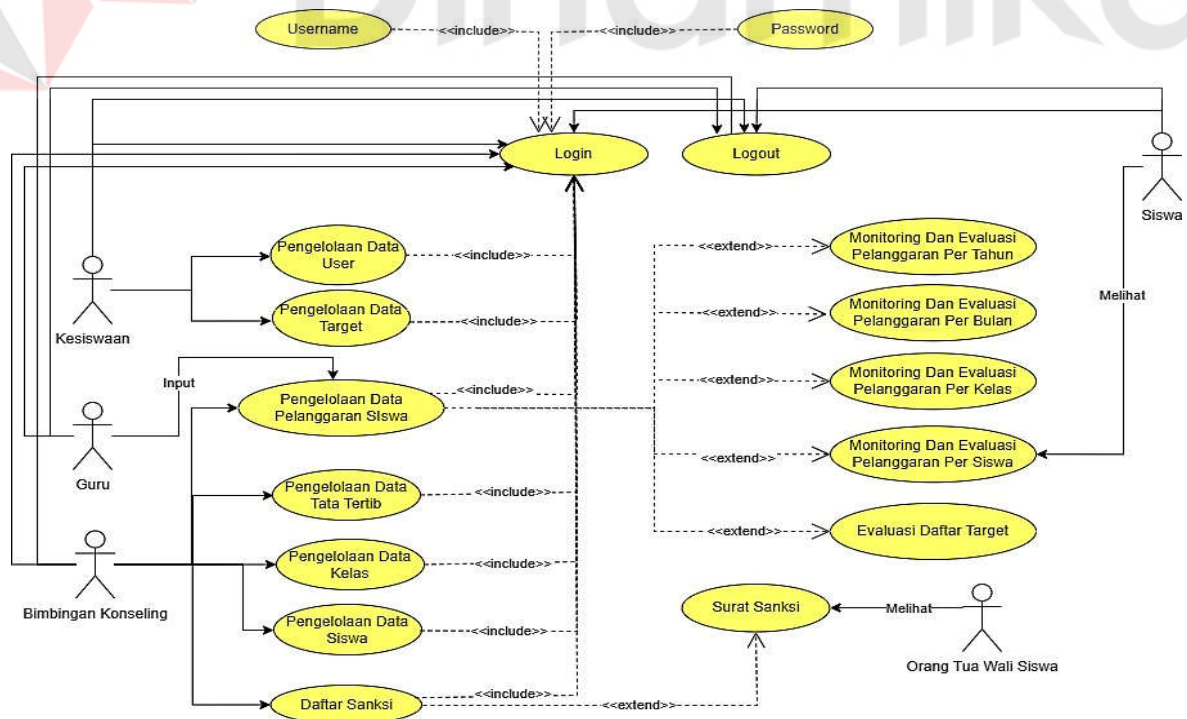 Dinamika
Username
<<include>>
<<include>>
Password
Login
Logout
Siswa
Pengelolaan Data
User
<<include>>
<<extend>>
Monitoring Dan Evaluasi
Pelanggaran Per Tahun
Kesiswaan
Pengelolaan Data
Target
<<include>>
<<extend>>
Monitoring Dan Evaluasi
Pelanggaran Per Bulan
Melihat
Input
Pengelolaan Data
Pelanggaran SIswa
<<include>>
<<extend>>
Monitoring Dan Evaluasi
Pelanggaran Per Kelas
Guru
<<extend>>
Monitoring Dan Evaluasi
Pelanggaran Per Siswa
Pengelolaan Data
Tata Tertib
<<include>>
<<extend>>
Evaluasi Daftar Target
Bimbingan Konseling
Pengelolaan Data
Kelas
<<include>>
Pengelolaan Data
Siswa
<<include>>
Surat Sanksi
Melihat
Orang Tua Wali Siswa
Daftar Sanksi
<<include>>
<<extend>>